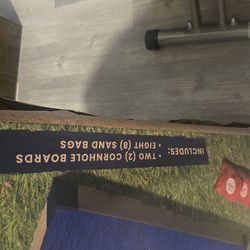 INCLUDES:
• TWO (2) CORNHOLE BOARDS
• EIGHT (8) SAND BAGS